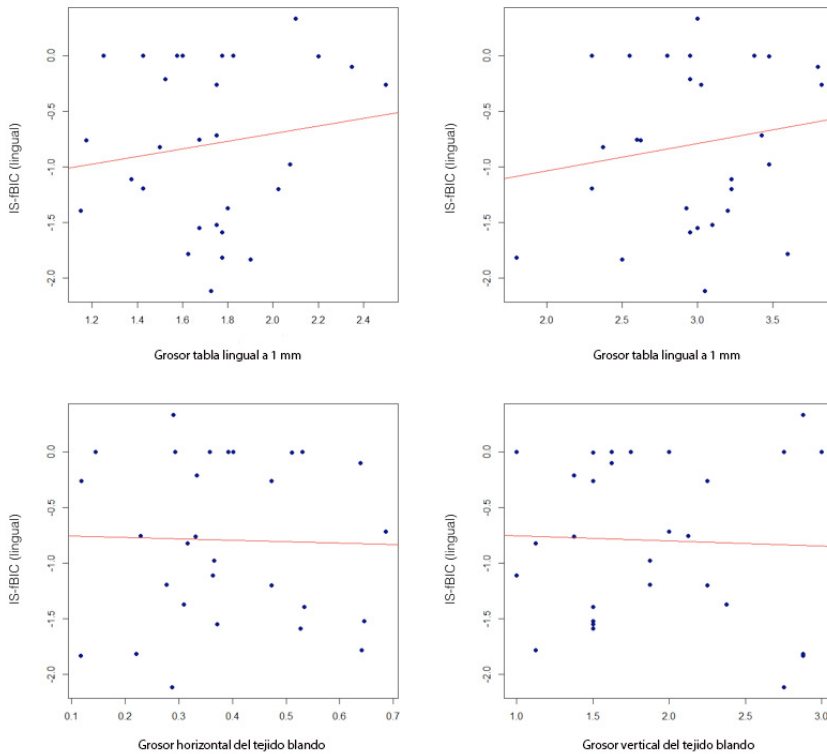 IS-fBIC (lingual)
0.0
-0.5
-1.0
-1.5
-2.0
1.2 1.4 1.6 1.8 2.0 2.2 2.4
Grosor tabla lingual a 1 mm
IS-fBIC (lingual)
0.0
-0.5
-1.0
-1.5
-2.0
2.0 2.5 3.0 3.5
Grosor tabla lingual a 1 mm
IS-fBIC (lingual)
0.0
-0.5
-1.0
-1.5
-2.0
0.1 0.2 0.3 0.4 0.5 0.6 0.7
Grosor horizontal del tejido blando
IS-fBIC (lingual)
0.0
-0.5
-1.0
-1.5
-2.0
1.0 1.5 2.0 2.5 3.0
Grosor vertical del tejido blando